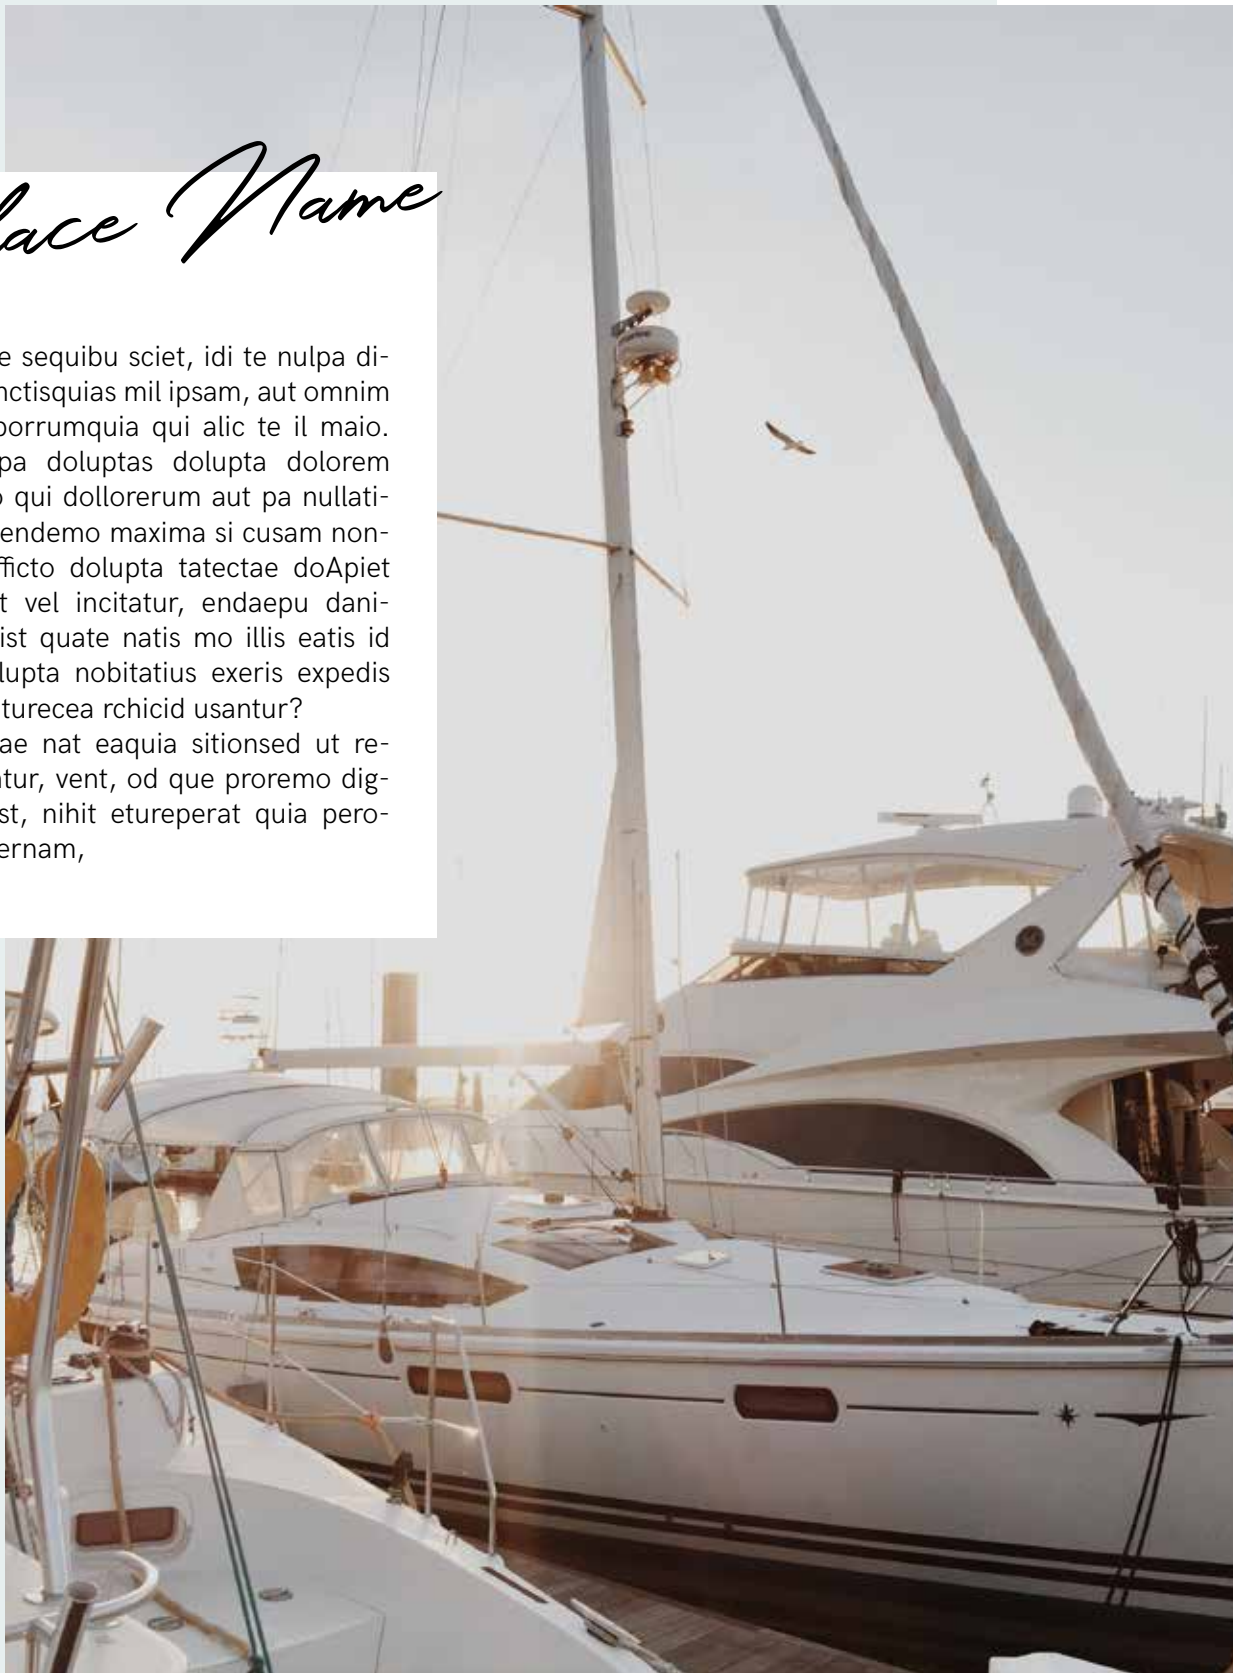 lace Name
e sequibu sciet, idi te nulpa di-
nctisquias mil ipsam, aut omnim
porrumquia qui alic te il maio.
pa doluptas dolupta dolorem
o qui dollorerum aut pa nullati-
endemo maxima si cusam non-
fficto dolupta tatectae doApiet
t vel incitatur, endaepu dani-
ist quate natis mo illis eatis id
lupta nobitatius exeris expedis
turecea rchicid usantur?
ae nat eaquia sitionsed ut re-
atur, vent, od que proremo dig-
st, nihit etureperat quia pero-
ernam,